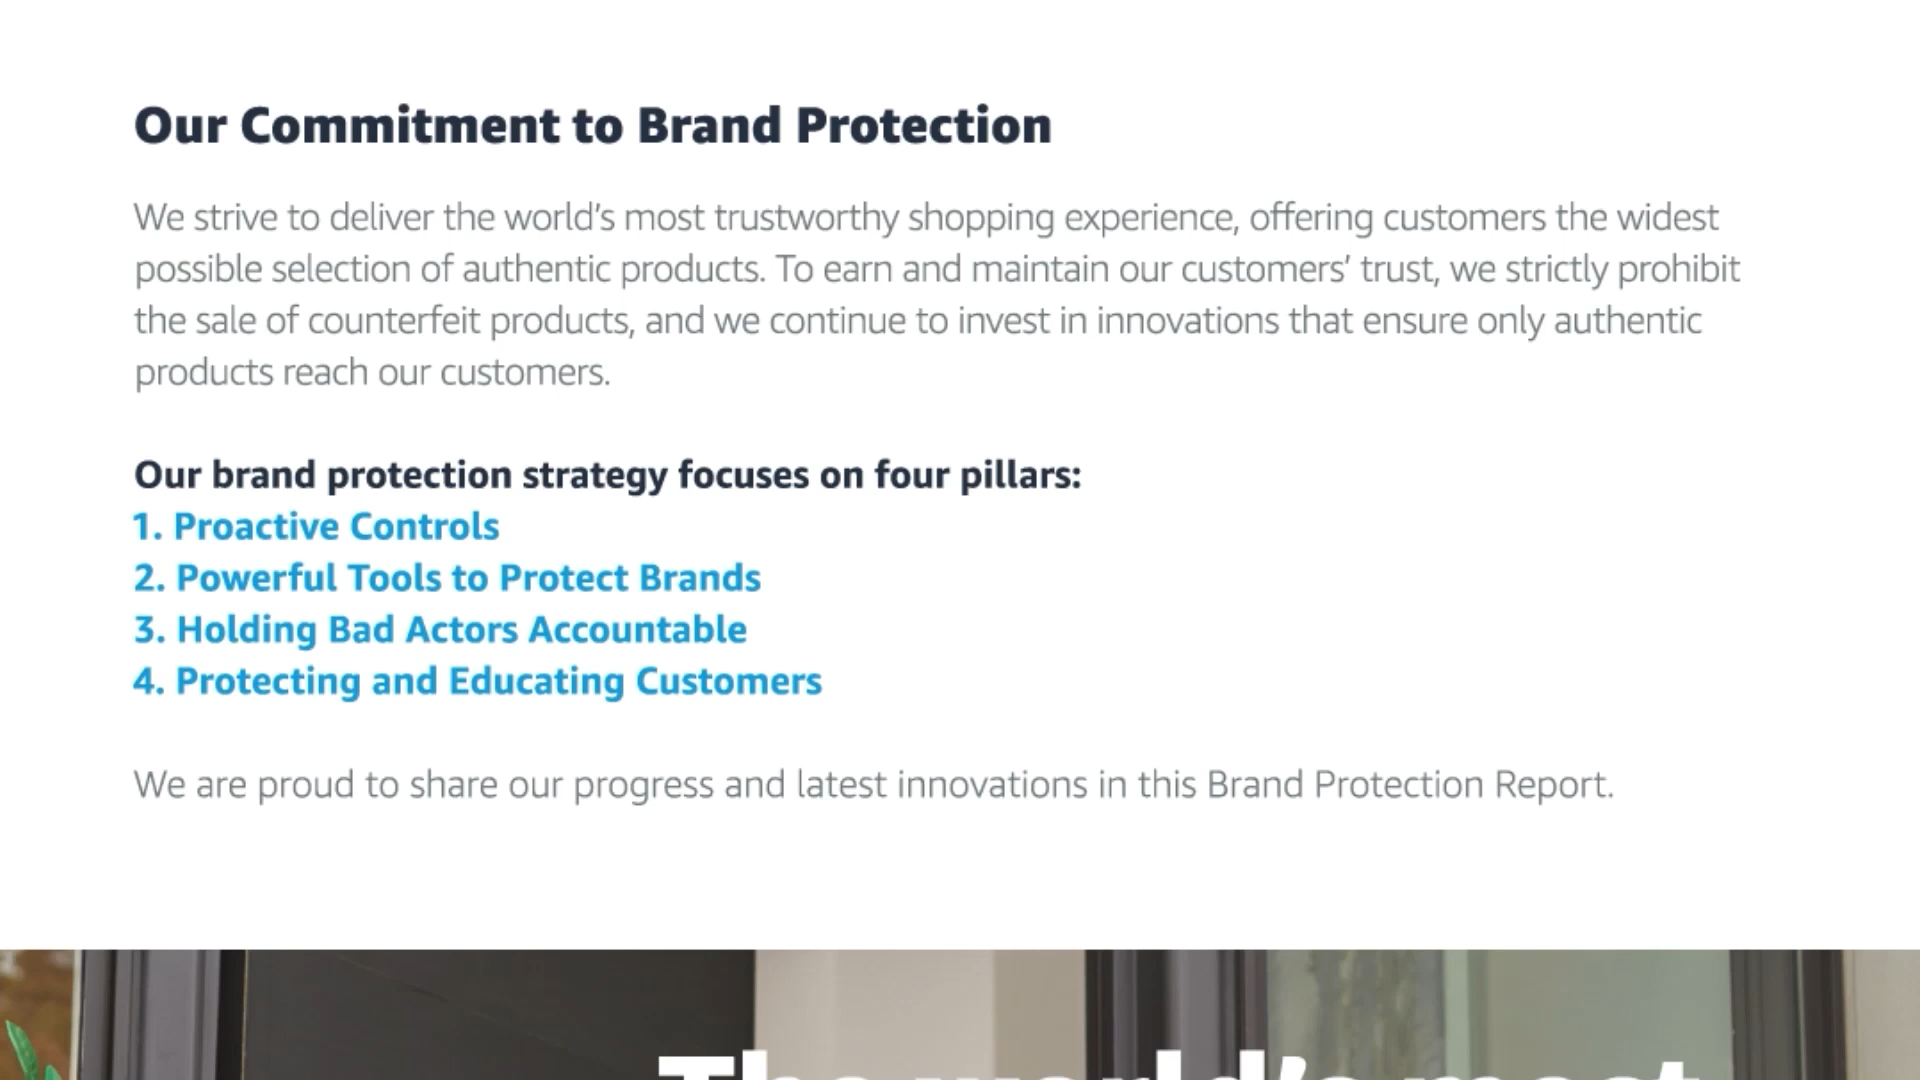 Our Commitment to Brand Protection
We strive to deliver the world’s most trustworthy shopping experience, offering customers the widest
possible selection of authentic products. To earn and maintain our customers’ trust, we strictly prohibit
the sale of counterfeit products, and we continue to invest in innovations that ensure only authentic
products reach our customers.
Our brand protection strategy focuses on four pillars:
1. Proactive Controls
2. Powerful Tools to Protect Brands
3. Holding Bad Actors Accountable
4. Protecting and Educating Customers
We are proud to share our progress and latest innovations in this Brand Protection Report.
The world’s most